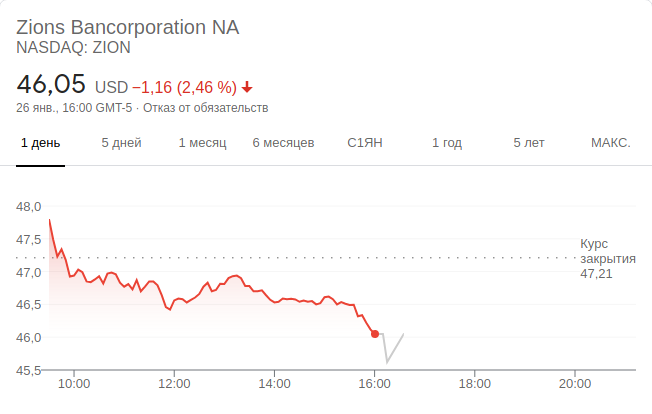 Zions Bancorporation NA
NASDAQ: ZION
46,05 USD −1,16 (2,46 %)
26 янв., 16:00 GMT-5 · Отказ от обязательств
1 день 5 дней 1 месяц 6 месяцев С1ЯН 1 год 5 лет МАКС.
48,0
47,5
Курс
закрытия
47,21
47,0
46,5
46,0
45,5
10:00 12:00 14:00 16:00 18:00 20:00